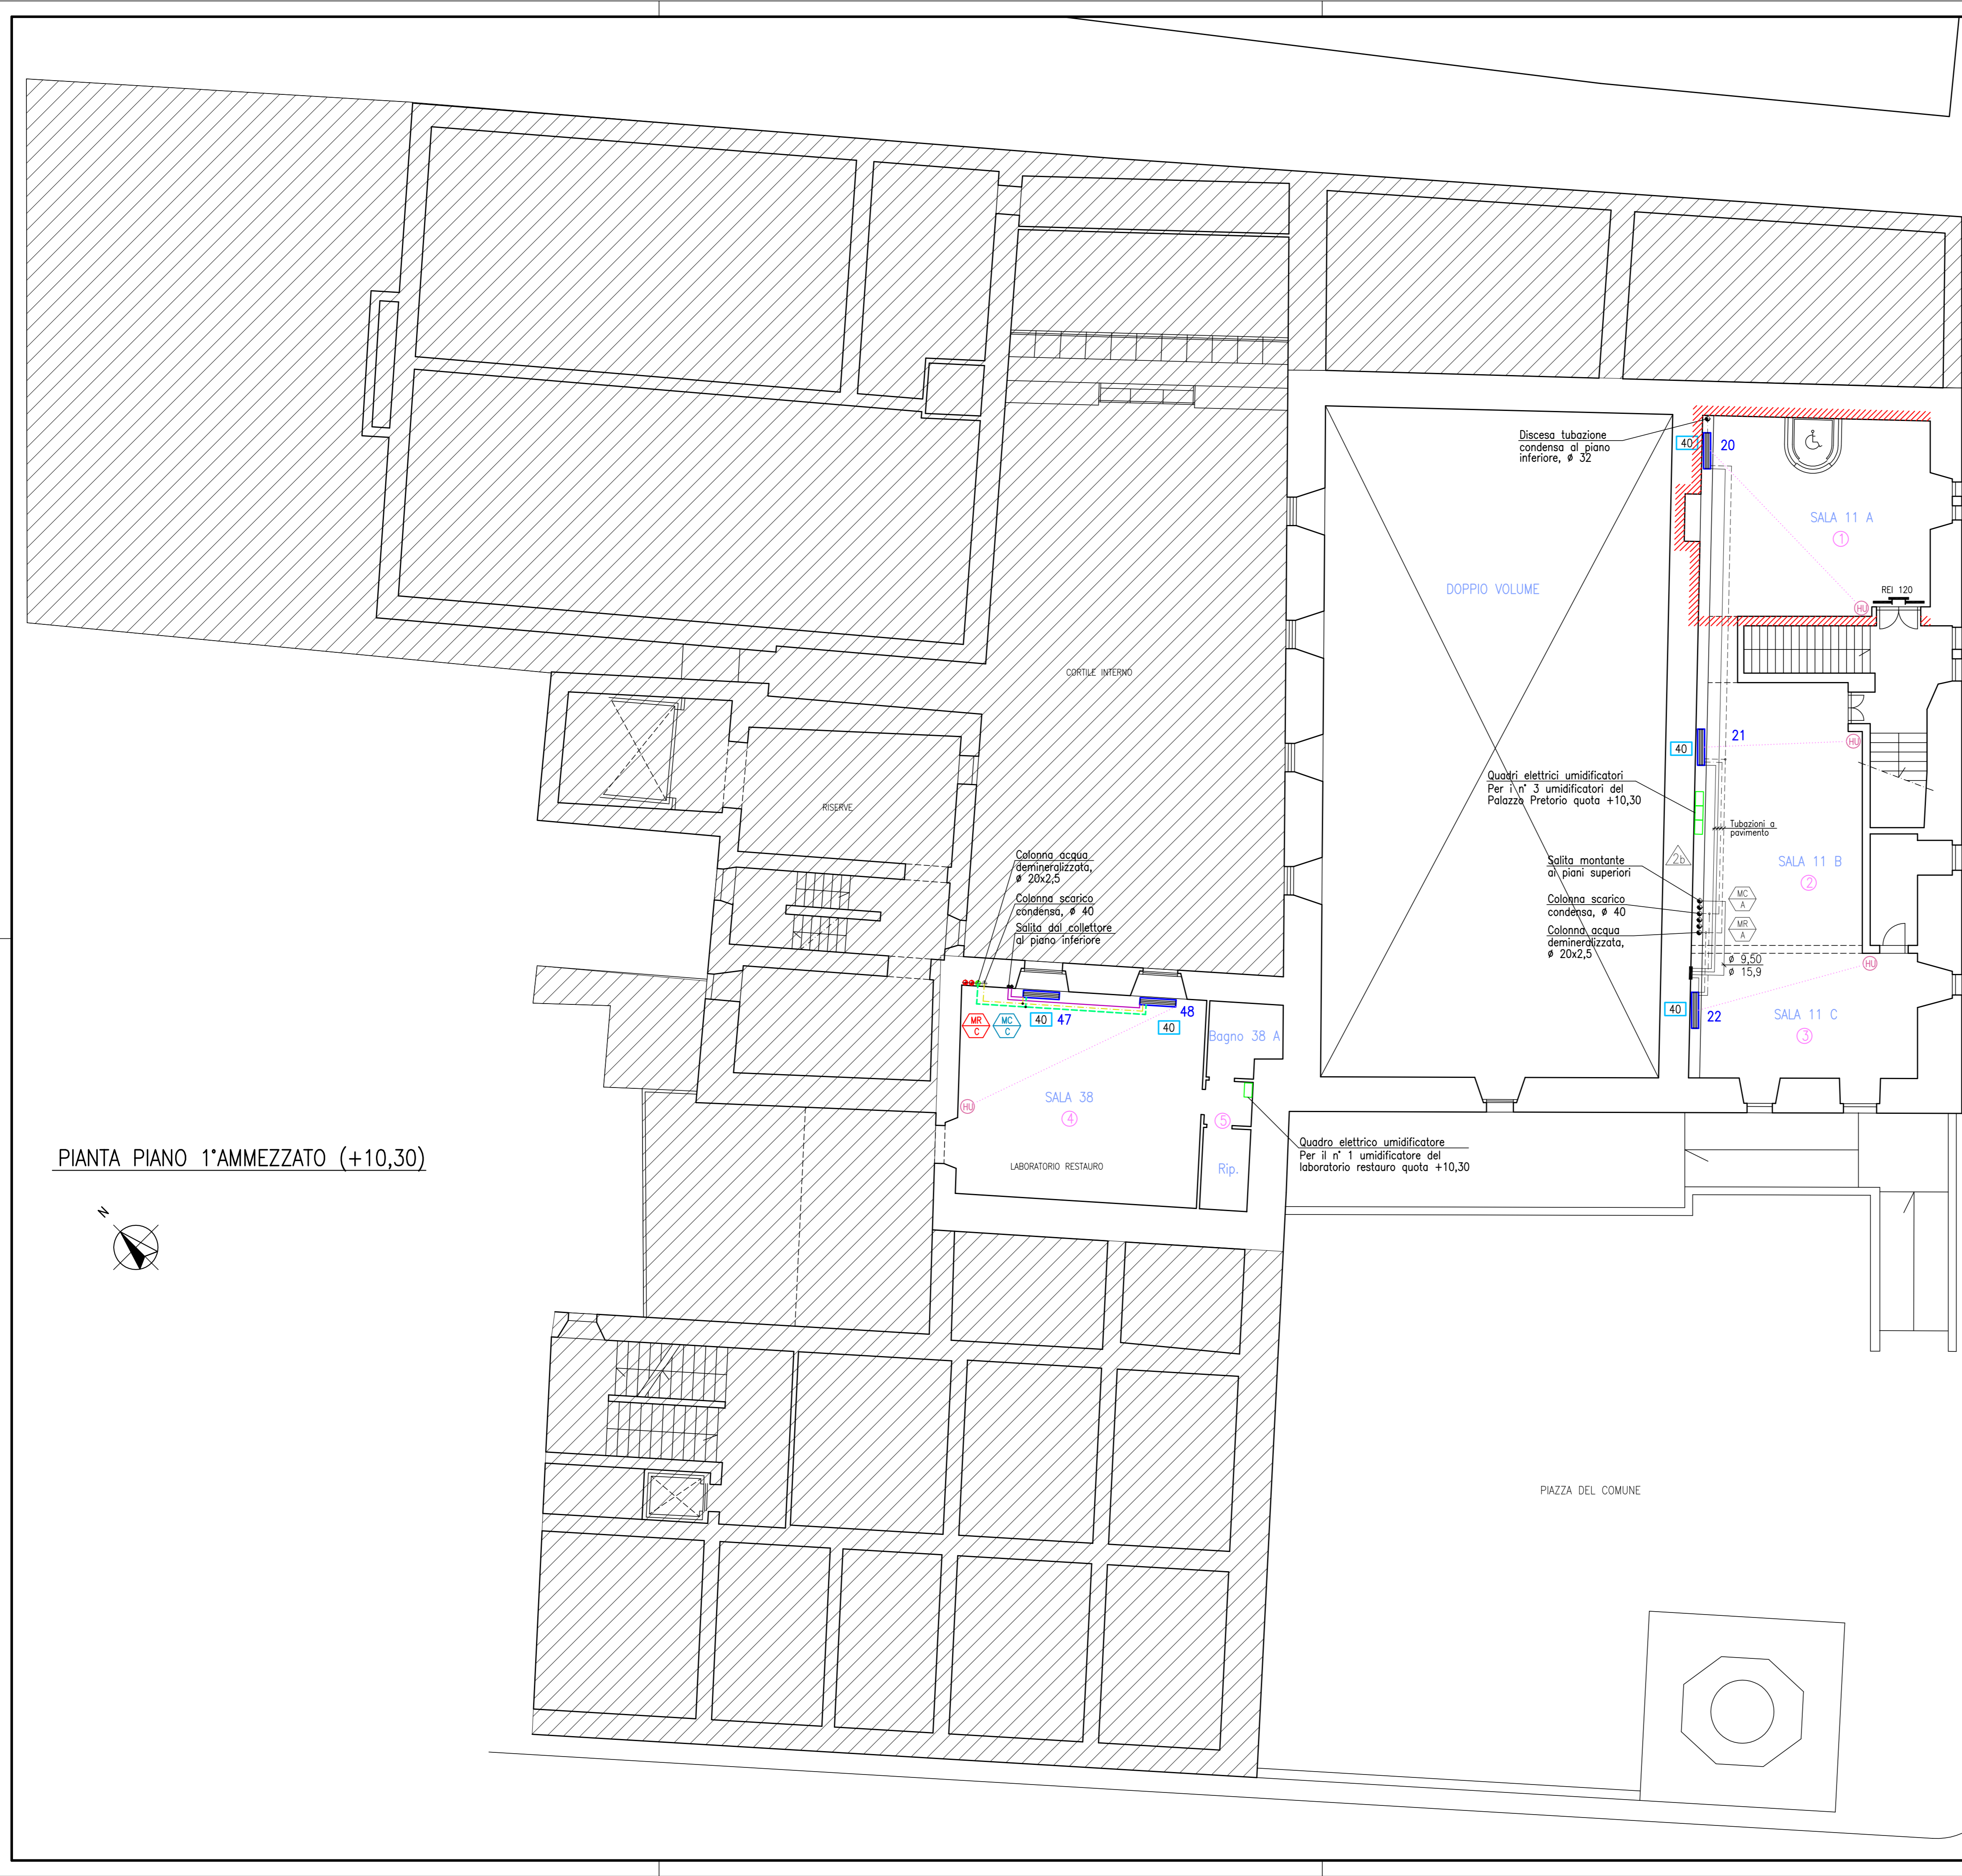 Discesa tubazione
condensa al piano
inferiore, ø 32
40
20
SALA 11 A
1
DOPPIO VOLUME
REI 120
HU
CORTILE INTERNO
21
HU
40
Quadri elettrici umidificatori
Per i n° 3 umidificatori del
Palazzo Pretorio quota +10,30
RISERVE
Tubazioni a
pavimento
2b
Salita montante
ai piani superiori
SALA 11 B
2
Colonna acqua
demineralizzata,
ø 20x2,5
Colonna scarico
condensa, ø 40
Salita dal collettore
al piano inferiore
MC
A
Colonna scarico
condensa, ø 40
MR
A
Colonna acqua
demineralizzata,
ø 20x2,5
ø 9,50
ø 15,9
HU
40
22
SALA 11 C
3
MR
C
MC
C
40
47
48
40
Bagno 38 A
HU
SALA 38
4
5
LABORATORIO RESTAURO
Rip.
Quadro elettrico umidificatore
Per il n° 1 umidificatore del
laboratorio restauro quota +10,30
PIANTA PIANO 1°AMMEZZATO (+10,30)
N
PIAZZA DEL COMUNE